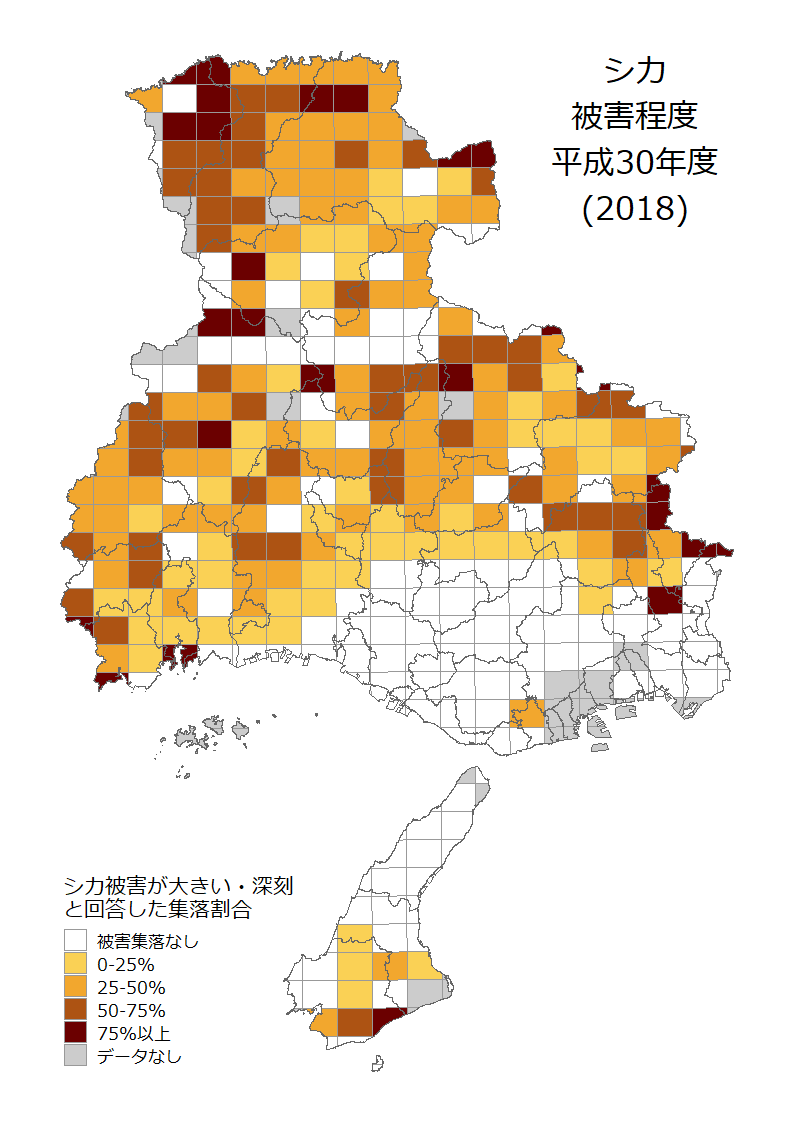 シカ
被害程度
平成30年度
(2018)
シカ被害が大きい・深刻
と回答した集落割合
被害集落なし
0-25%
25-50%
50-75%
75%以上
データなし